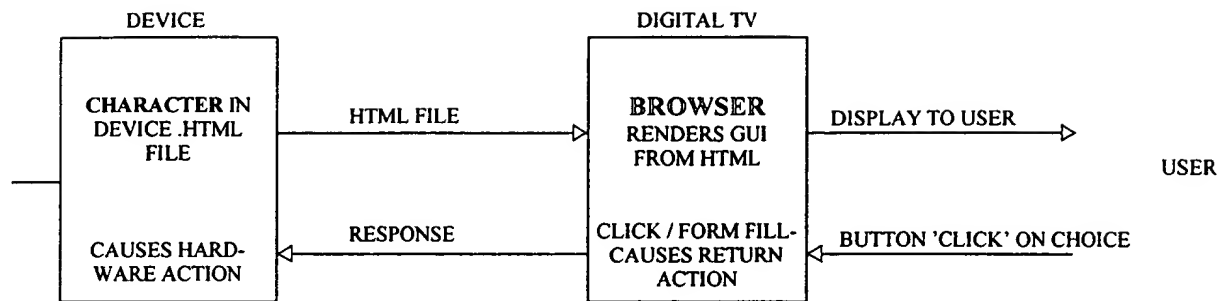 DEVICE
DIGITAL TV
CHARACTER IN
DEVICE .HTML
FILE
HTML FILE
BROWSER
RENDERS GUI
FROM HTML
DISPLAY TO USER
USER
CAUSES HARD-
WARE ACTION
RESPONSE
CLICK / FORM FILL-
CAUSES RETURN
ACTION
BUTTON 'CLICK' ON CHOICE